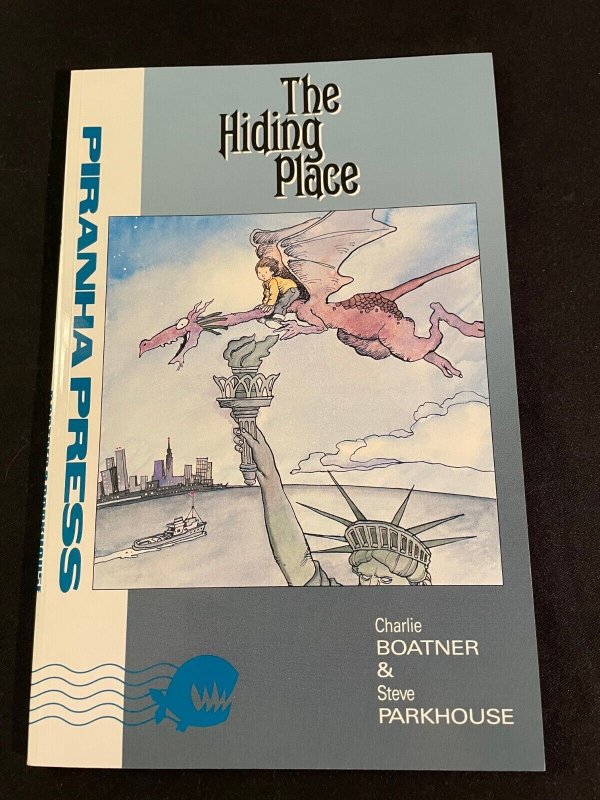 The
Hiding
Place
PIRANHA PRESS
Charlie
BOATNER
&
Steve
PARKHOUSE